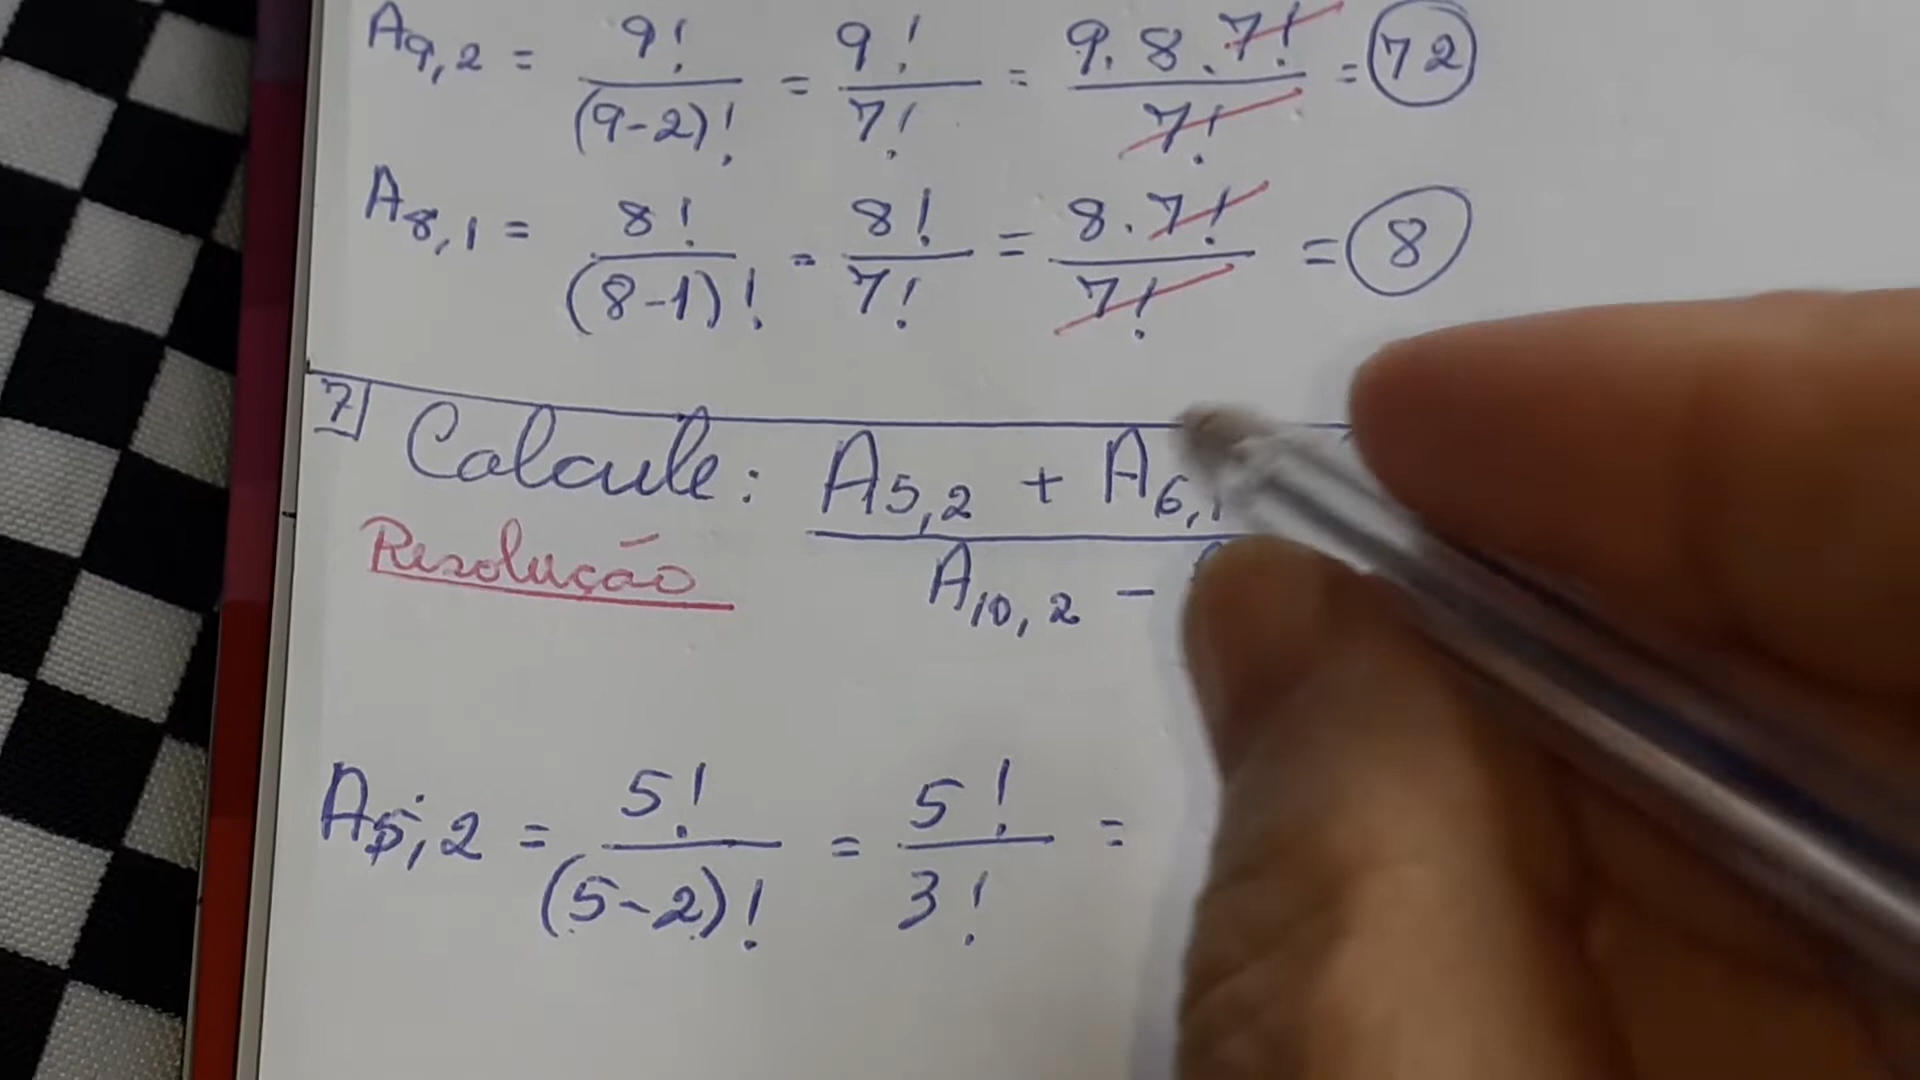 A9,2 = 9!/(9-2)! = 9!/7! = 9.8.7!/7! = 72
A8,1 = 8!/(8-1)! = 8!/7! = 8.7!/7! = 8
7] Calcule: A5,2 + A6,1
Resolução A10,2 -
A5,2 = 5!/(5-2)! = 5!/3! =